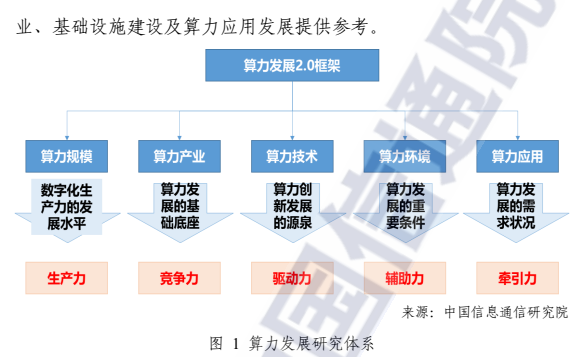 业、基础设施建设及算力应用发展提供参考。
算力发展2.0框架
算力规模 算力产业 算力技术 算力环境 算力应用
数字化生 算力发 算力创 算力发 算力发
产力的发 展的基 新发展 展的重 展的需
展水平 础底座 的源泉 要条件 求状况
生产力 竞争力 驱动力 辅助力 牵引力
来源：中国信息通信研究院
图 1 算力发展研究体系
国信通院